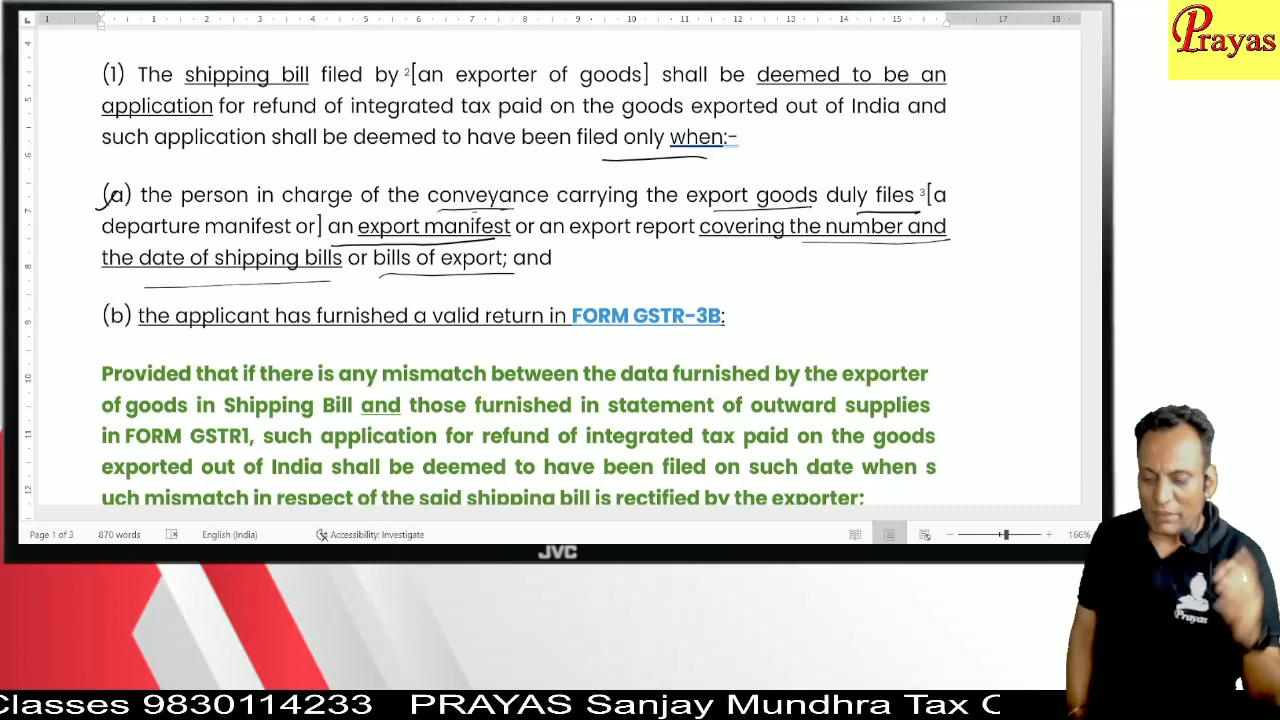 Prayas
(1) The shipping bill filed by 2[an exporter of goods] shall be deemed to be an
application for refund of integrated tax paid on the goods exported out of India and
such application shall be deemed to have been filed only when:-
(a) the person in charge of the conveyance carrying the export goods duly files 3[a
departure manifest or] an export manifest or an export report covering the number and
the date of shipping bills or bills of export; and
(b) the applicant has furnished a valid return in FORM GSTR-3B:
Provided that if there is any mismatch between the data furnished by the exporter
of goods in Shipping Bill and those furnished in statement of outward supplies
in FORM GSTR1, such application for refund of integrated tax paid on the goods
exported out of India shall be deemed to have been filed on such date when s
uch mismatch in respect of the said shipping bill is rectified by the exporter:
Page 1 of 3 870 words English (India) Accessibility: Investigate 166%
JVC
Prayas
Classes 9830114233 PRAYAS Sanjay Mundhra Tax C